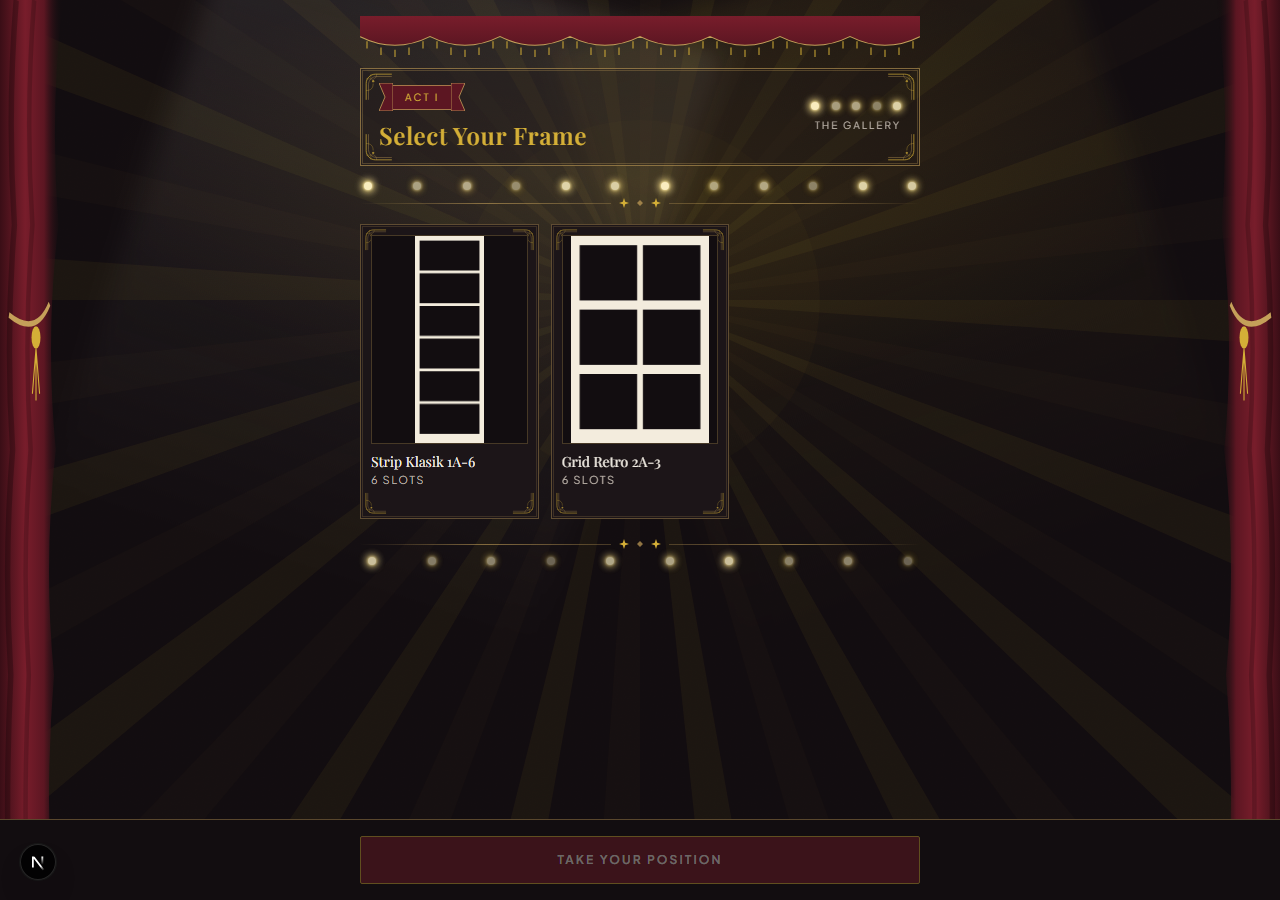 ACT I
Select Your Frame
THE GALLERY
Strip Klasik 1A-6
6 SLOTS
Grid Retro 2A-3
6 SLOTS
TAKE YOUR POSITION
N